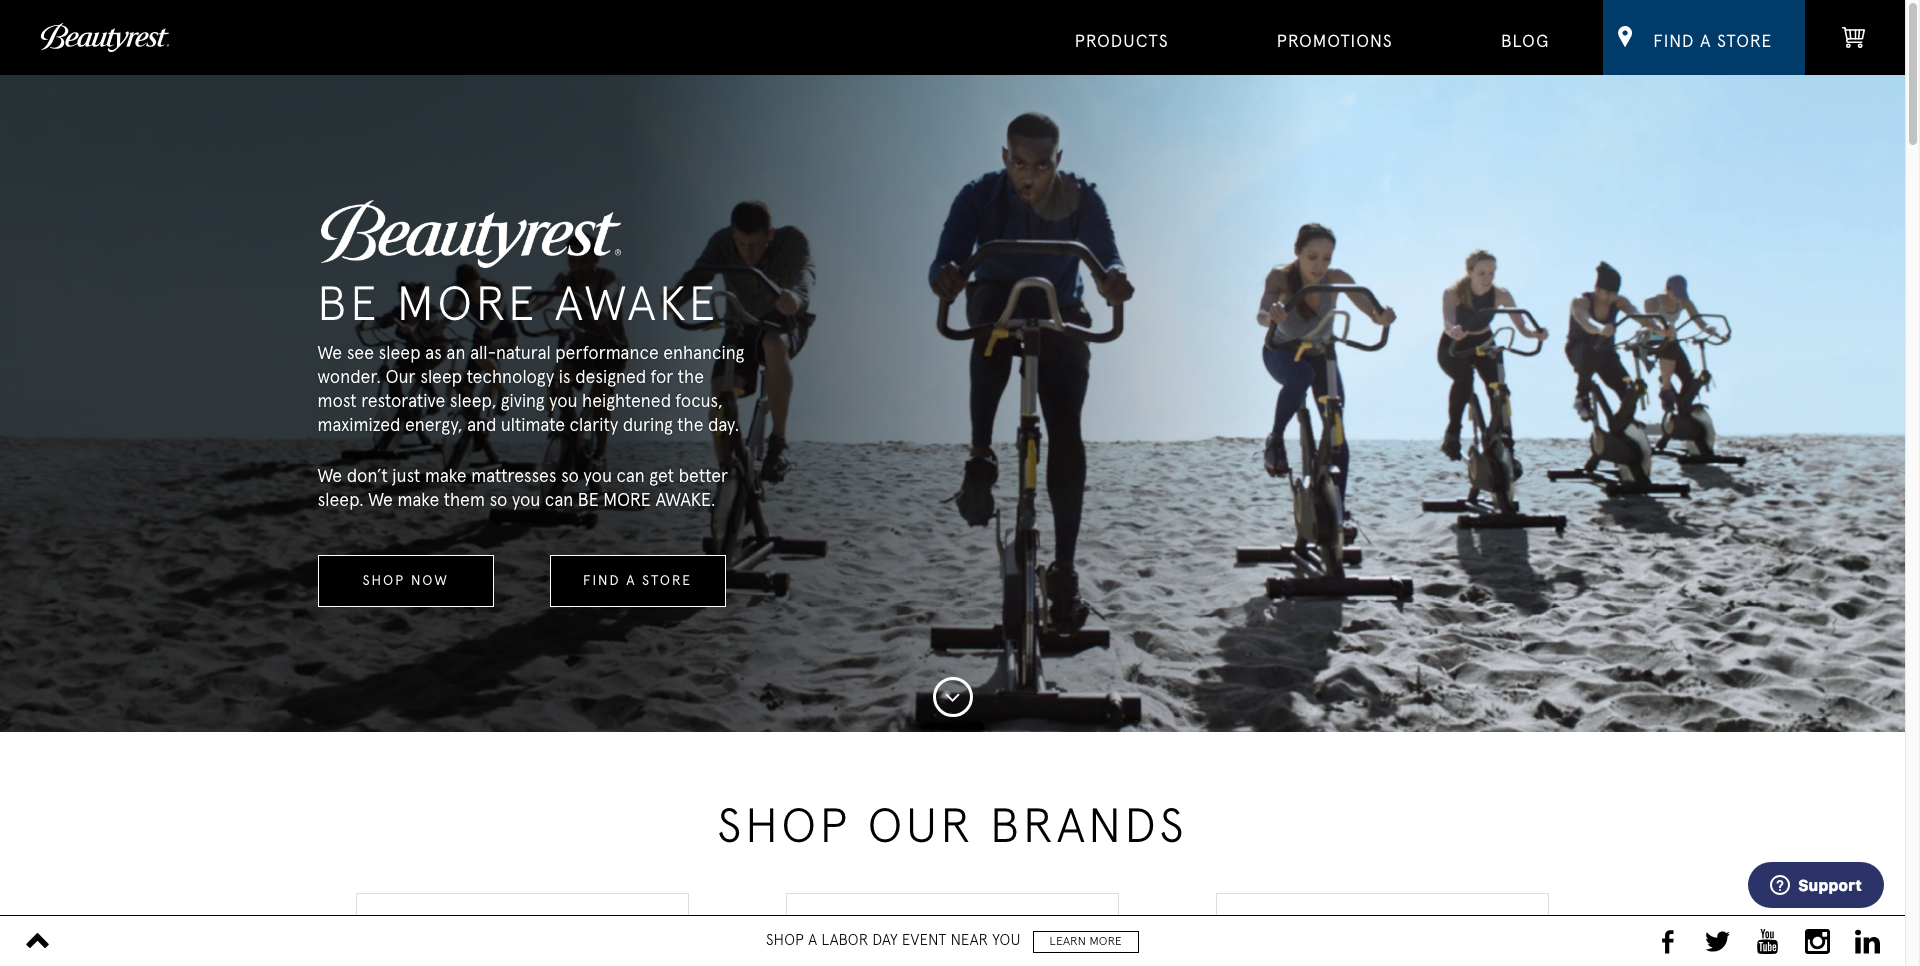 Beautyrest
PRODUCTS
PROMOTIONS
BLOG
FIND A STORE
Beautyrest®
BE MORE AWAKE
We see sleep as an all-natural performance enhancing
wonder. Our sleep technology is designed for the
most restorative sleep, giving you heightened focus,
maximized energy, and ultimate clarity during the day.
We don’t just make mattresses so you can get better
sleep. We make them so you can BE MORE AWAKE.
SHOP NOW
FIND A STORE
SHOP OUR BRANDS
Support
SHOP A LABOR DAY EVENT NEAR YOU
LEARN MORE
You
Tube